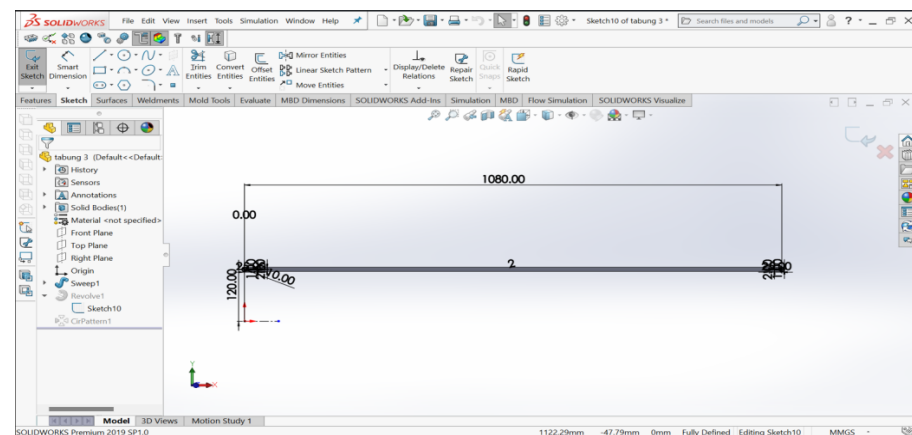 SOLIDWORKS File Edit View Insert Tools Simulation Window Help Sketch10 of tabung 3 * Search files and models
Exit Sketch Smart Dimension Trim Entities Convert Entities Offset Entities Mirror Entities Linear Sketch Pattern Move Entities Display/Delete Relations Repair Sketch Quick Snaps Rapid Sketch
Features Sketch Surfaces Weldments Mold Tools Evaluate MBD Dimensions SOLIDWORKS Add-Ins Simulation MBD Flow Simulation SOLIDWORKS Visualize
tabung 3 (Default<<Default:
History
Sensors
Annotations
Solid Bodies(1)
Material <not specified>
Front Plane
Top Plane
Right Plane
Origin
Sweep1
Revolve1
Sketch10
CirPattern1
1080.00
0.00
2
10.00
120.00
Y
X
Model 3D Views Motion Study 1
SOLIDWORKS Premium 2019 SP1.0 1122.29mm -47.79mm 0mm Fully Defined Editing Sketch10 MMGS